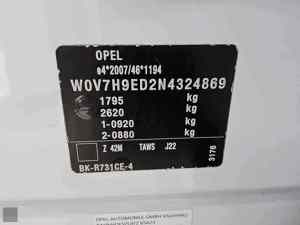 OPEL
e4*2007/46*1194
W0V7H9ED2N4324869
1795 kg
2620 kg
1-0920 kg
2-0880 kg
Z 42M TAWS J22
3176
BK-R731CE-4
OPEL AUTOMOBILE GMBH